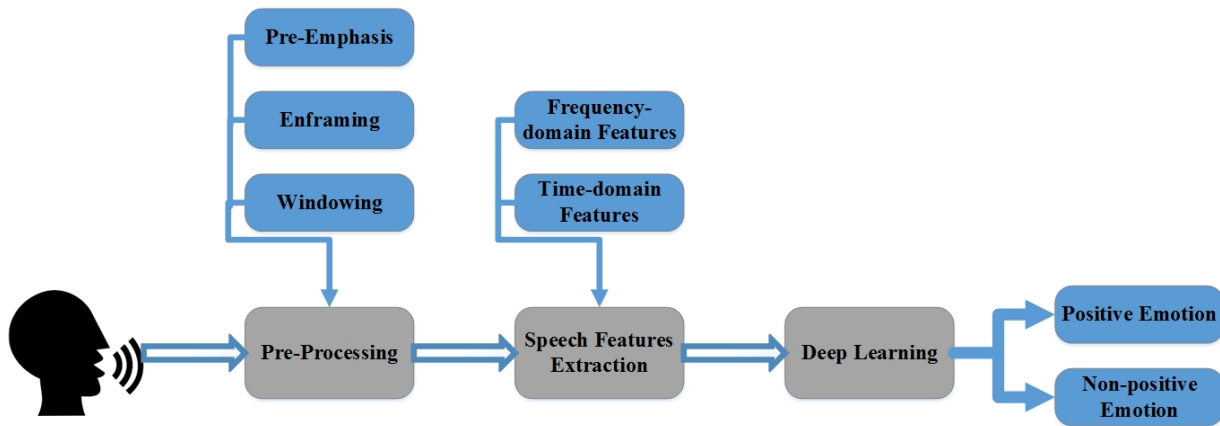 Pre-Emphasis
Enframing
Windowing
Frequency-
domain Features
Time-domain
Features
Pre-Processing
Speech Features
Extraction
Deep Learning
Positive Emotion
Non-positive
Emotion